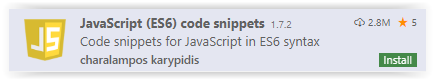 JS
JavaScript (ES6) code snippets 1.7.2 2.8M 5
Code snippets for JavaScript in ES6 syntax
charalampos karypidis Install